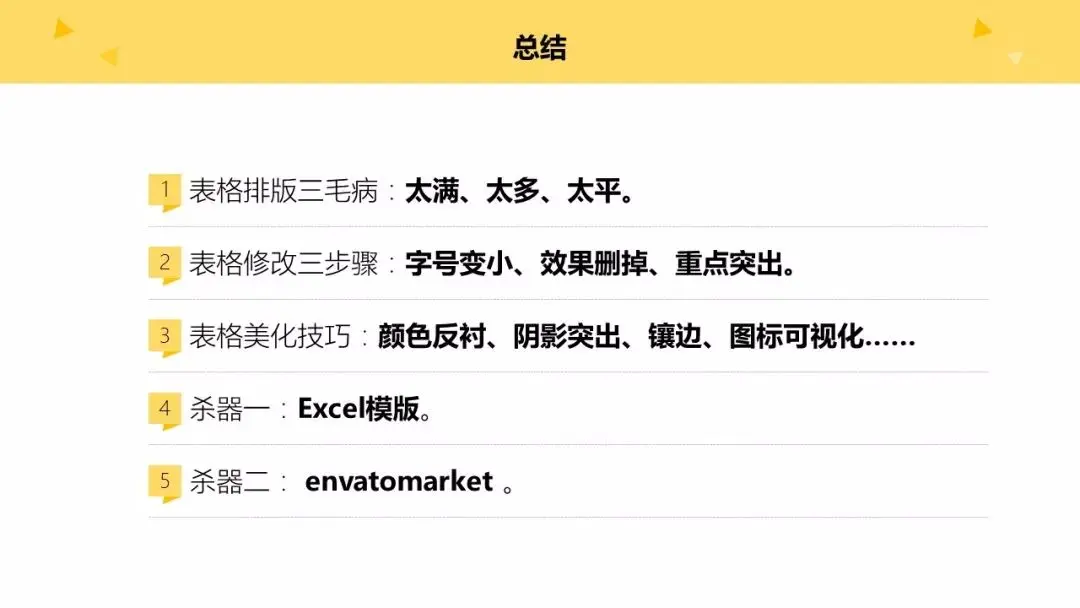 总结
1 表格排版三毛病：太满、太多、太平。
2 表格修改三步骤：字号变小、效果删掉、重点突出。
3 表格美化技巧：颜色反衬、阴影突出、镶边、图标可视化……
4 杀器一：Excel模版。
5 杀器二： envatomarket 。